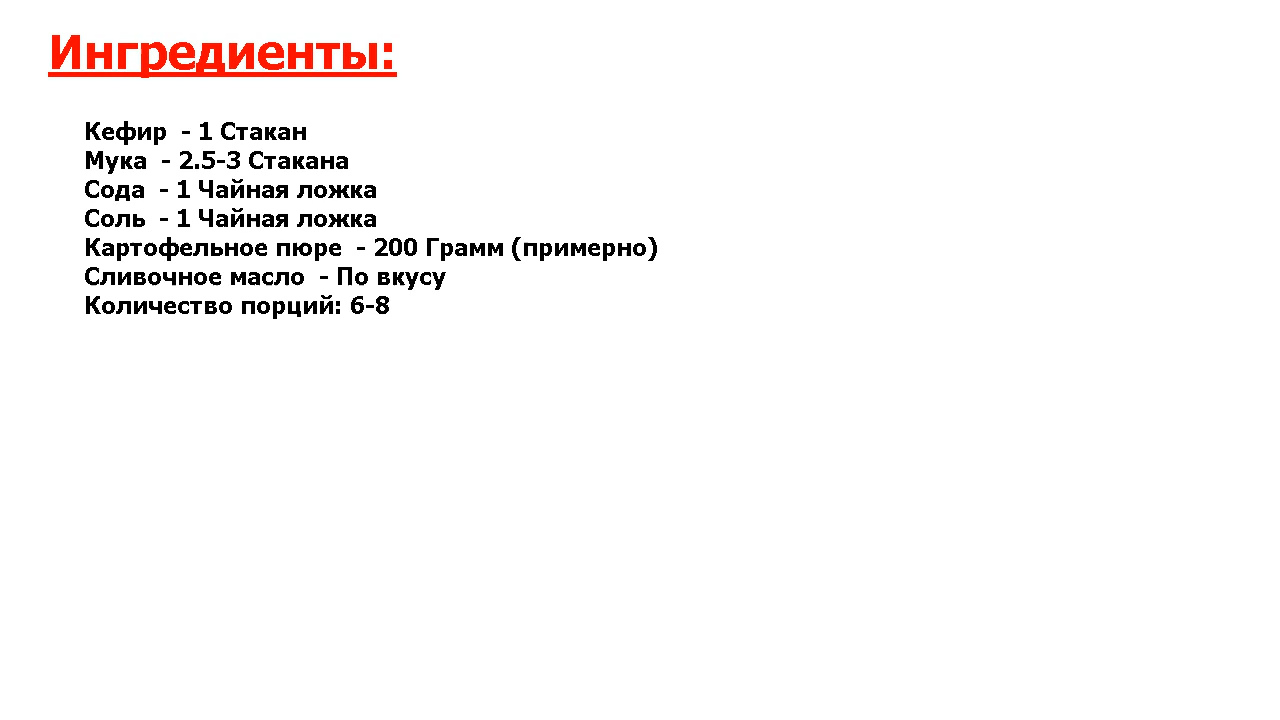 Ингредиенты:
Кефир  - 1 Стакан
Мука  - 2.5-3 Стакана
Сода  - 1 Чайная ложка
Соль  - 1 Чайная ложка
Картофельное пюре  - 200 Грамм (примерно)
Сливочное масло  - По вкусу
Количество порций: 6-8